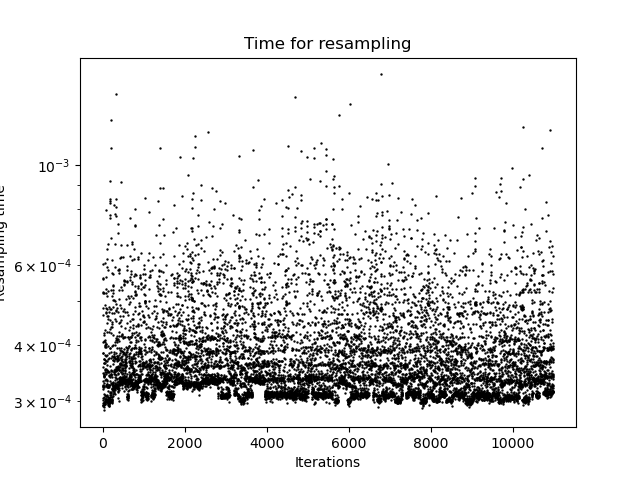 Time for resampling
10⁻³
6 × 10⁻⁴
4 × 10⁻⁴
3 × 10⁻⁴
Resampling time
0 2000 4000 6000 8000 10000
Iterations